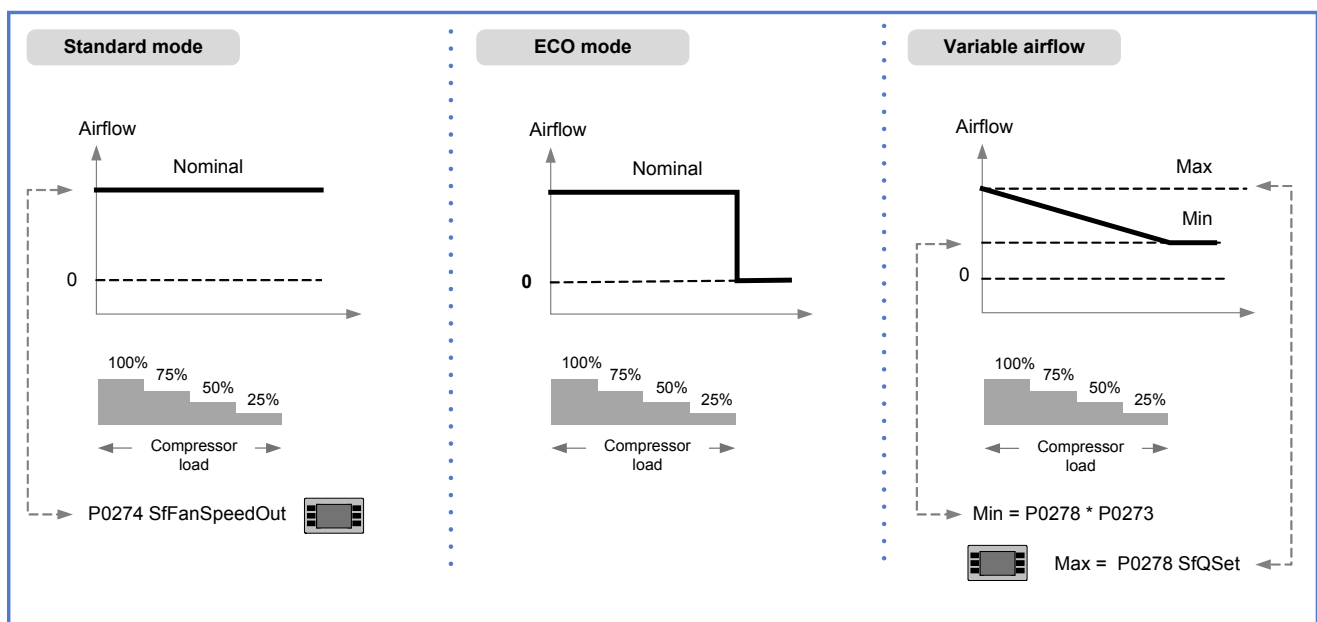 Standard mode
Airflow
Nominal
0
100%
75%
50%
25%
Compressor
load
P0274 SfFanSpeedOut
ECO mode
Airflow
Nominal
0
100%
75%
50%
25%
Compressor
load
Variable airflow
Airflow
Max
Min
0
100%
75%
50%
25%
Compressor
load
Min = P0278 * P0273
Max = P0278 SfQSet